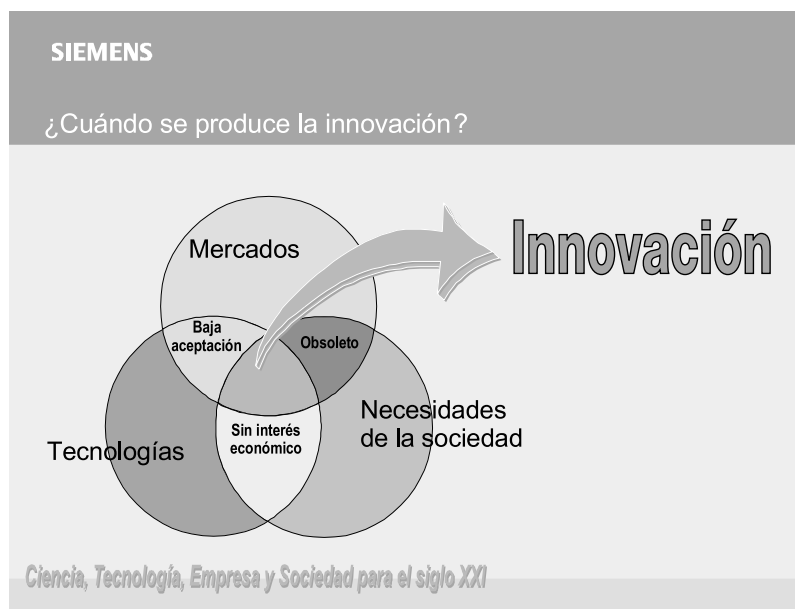 SIEMENS
¿Cuándo se produce la innovación?
Mercados
Innovación
Baja
aceptación
Obsoleto
Necesidades
de la sociedad
Sin interés
económico
Tecnologías
Ciencia, Tecnología, Empresa y Sociedad para el siglo XXI